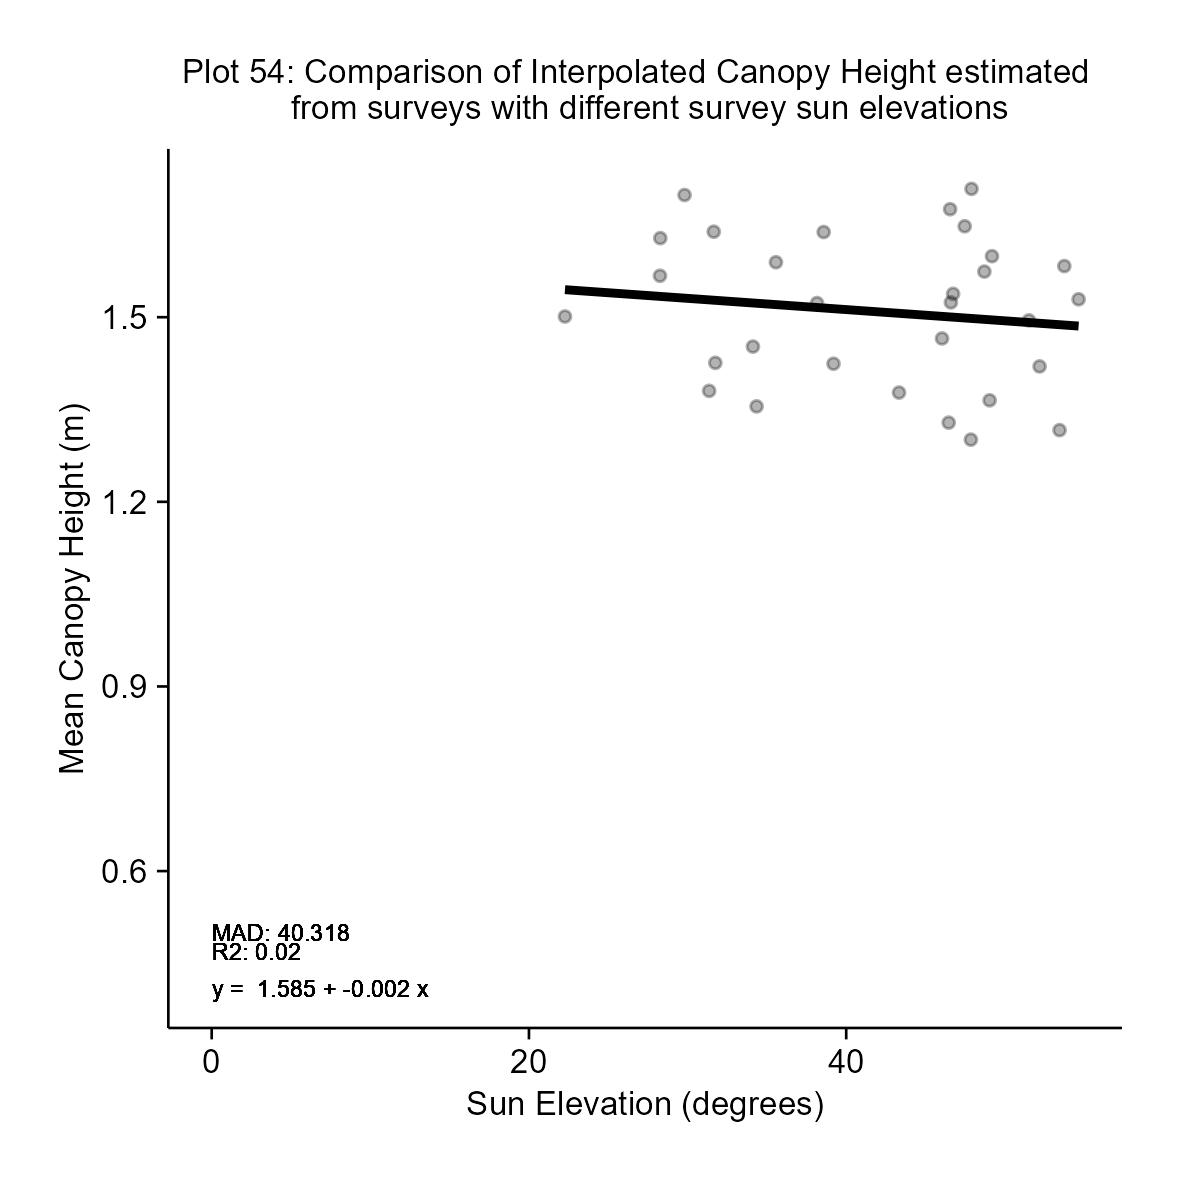 Plot 54: Comparison of Interpolated Canopy Height estimated
from surveys with different survey sun elevations
Mean Canopy Height (m)
1.5
1.2
0.9
0.6
MAD: 40.318
R2: 0.02
y =  1.585 + -0.002 x
0
20
40
Sun Elevation (degrees)